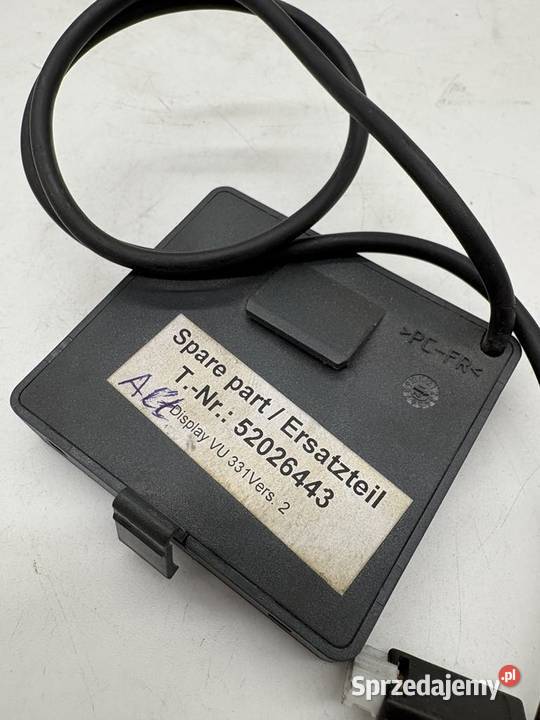 >PC-FR<
Spare part / Ersatzteil
T.-Nr.: 52026443
Alt
Display VU 331Vers. 2
Sprzedajemy.pl